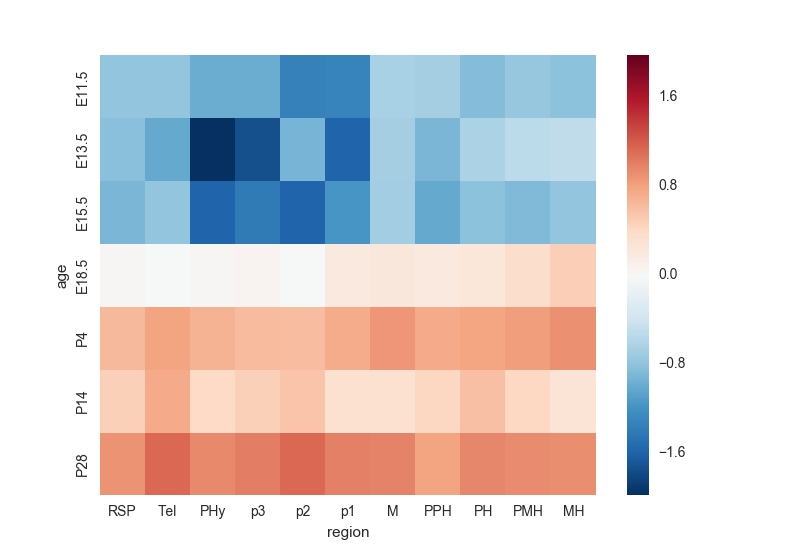 E11.5
E13.5
E15.5
E18.5
P4
P14
P28
age
RSP Tel PHy p3 p2 p1 M PPH PH PMH MH
region
1.6
0.8
0.0
−0.8
−1.6